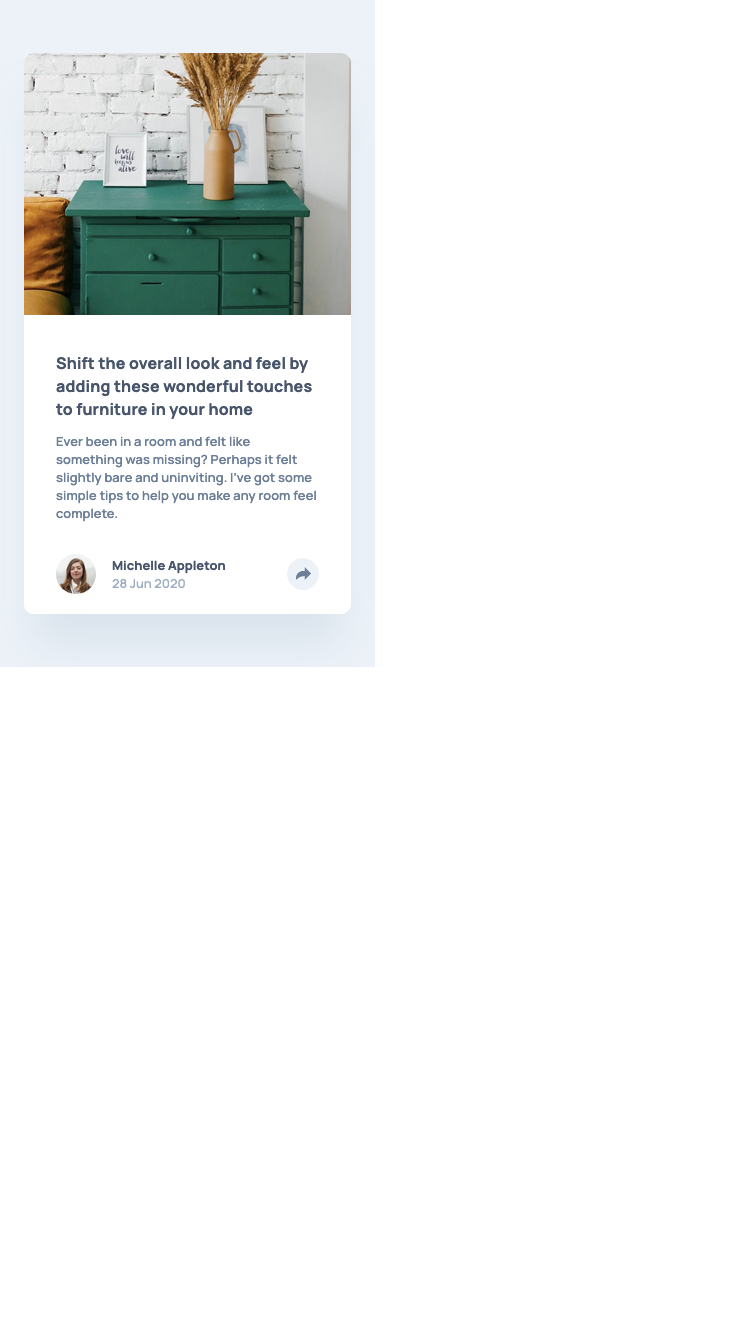 love
will
keep us
alive
Shift the overall look and feel by
adding these wonderful touches
to furniture in your home
Ever been in a room and felt like
something was missing? Perhaps it felt
slightly bare and uninviting. I've got some
simple tips to help you make any room feel
complete.
Michelle Appleton
28 Jun 2020